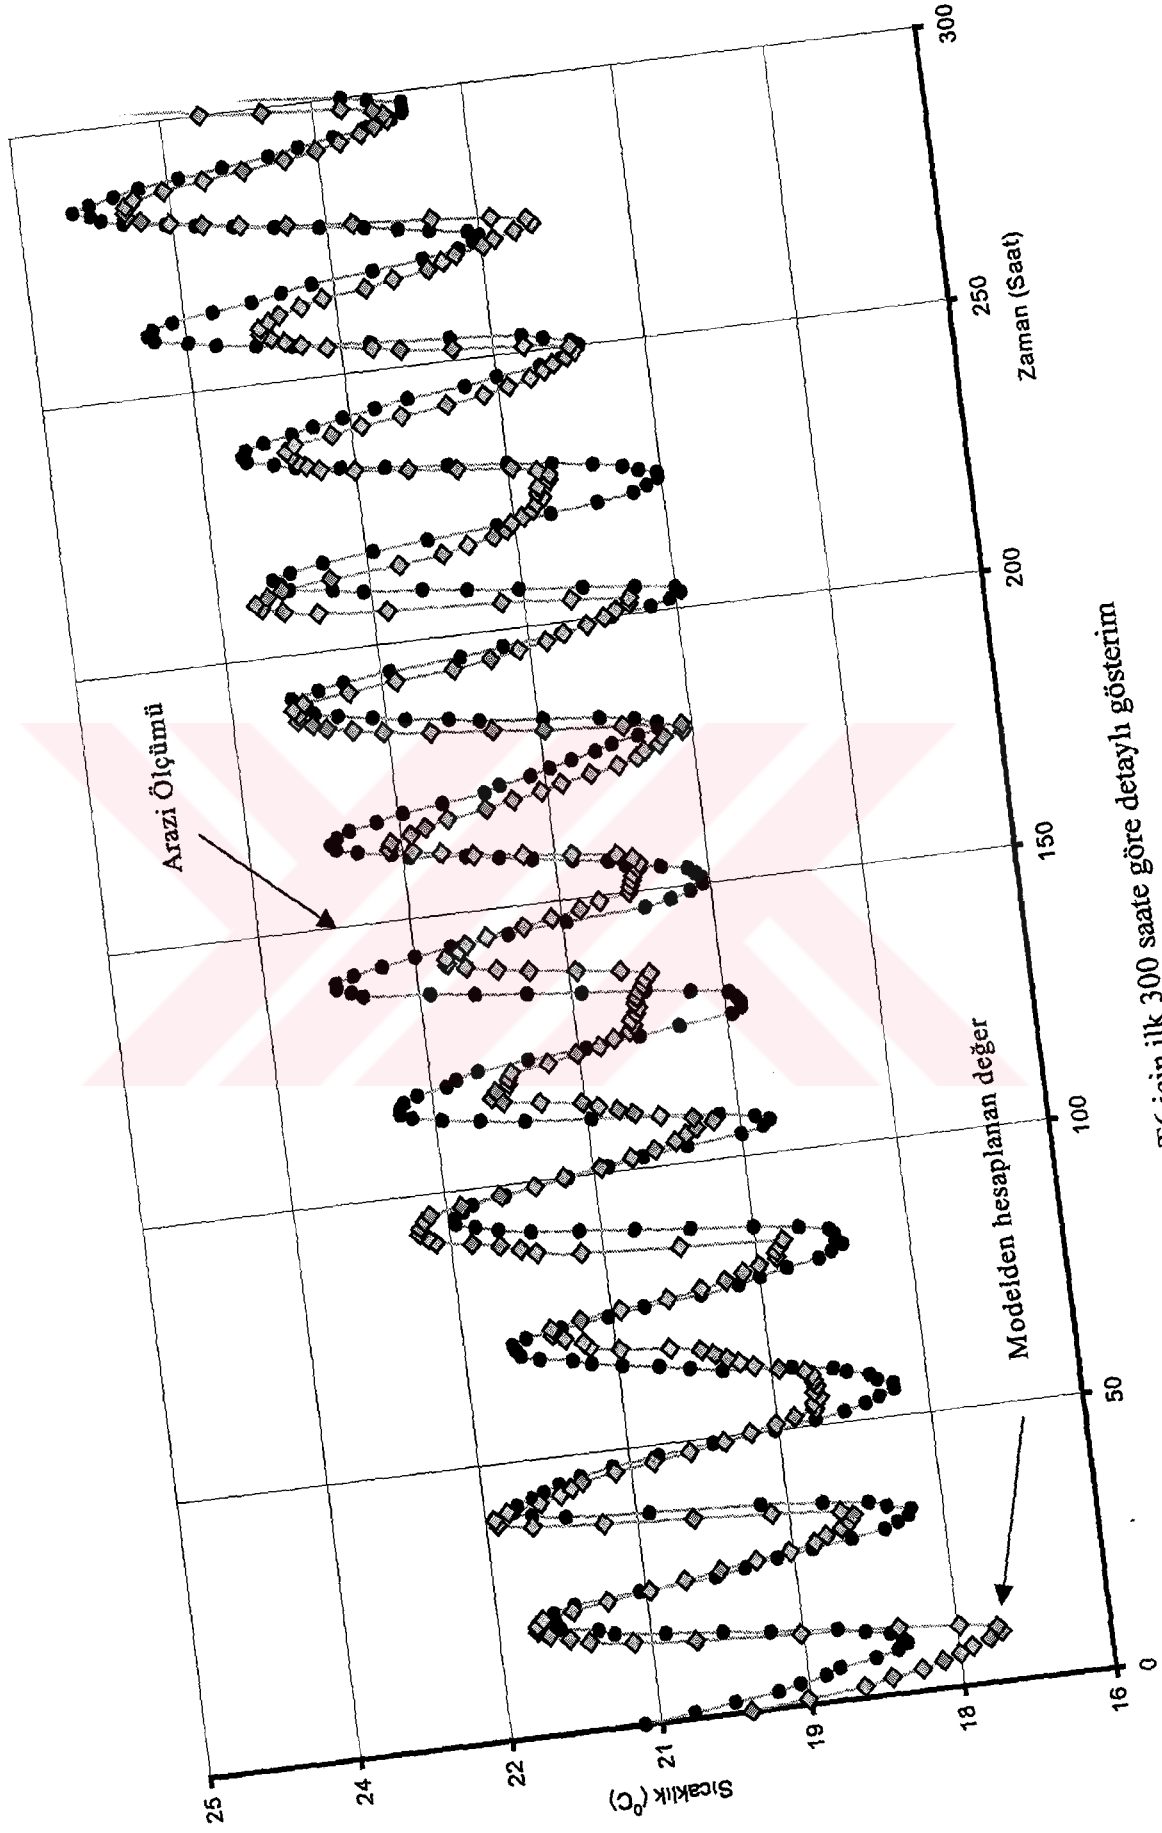 Arazi Ölçümü
Modelden hesaplanan değer
Sıcaklık (°C)
25
24
22
21
19
18
16
0
50
100
150
200
250
300
Zaman (Saat)
için ilk 300 saate göre detaylı gösterim